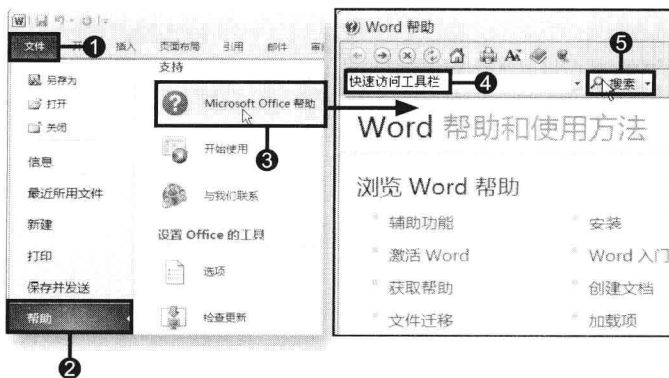 文件
插入
页面布局
引用
邮件
1
另存为
打开
关闭
信息
最近所用文件
新建
打印
保存并发送
帮助
2
支持
Microsoft Office 帮助
3
开始使用
与我们联系
设置 Office 的工具
选项
检查更新
Word 帮助
5
快速访问工具栏
4
搜索
Word 帮助和使用方法
浏览 Word 帮助
辅助功能
安装
激活 Word
Word 入门
获取帮助
创建文档
文件迁移
加载项